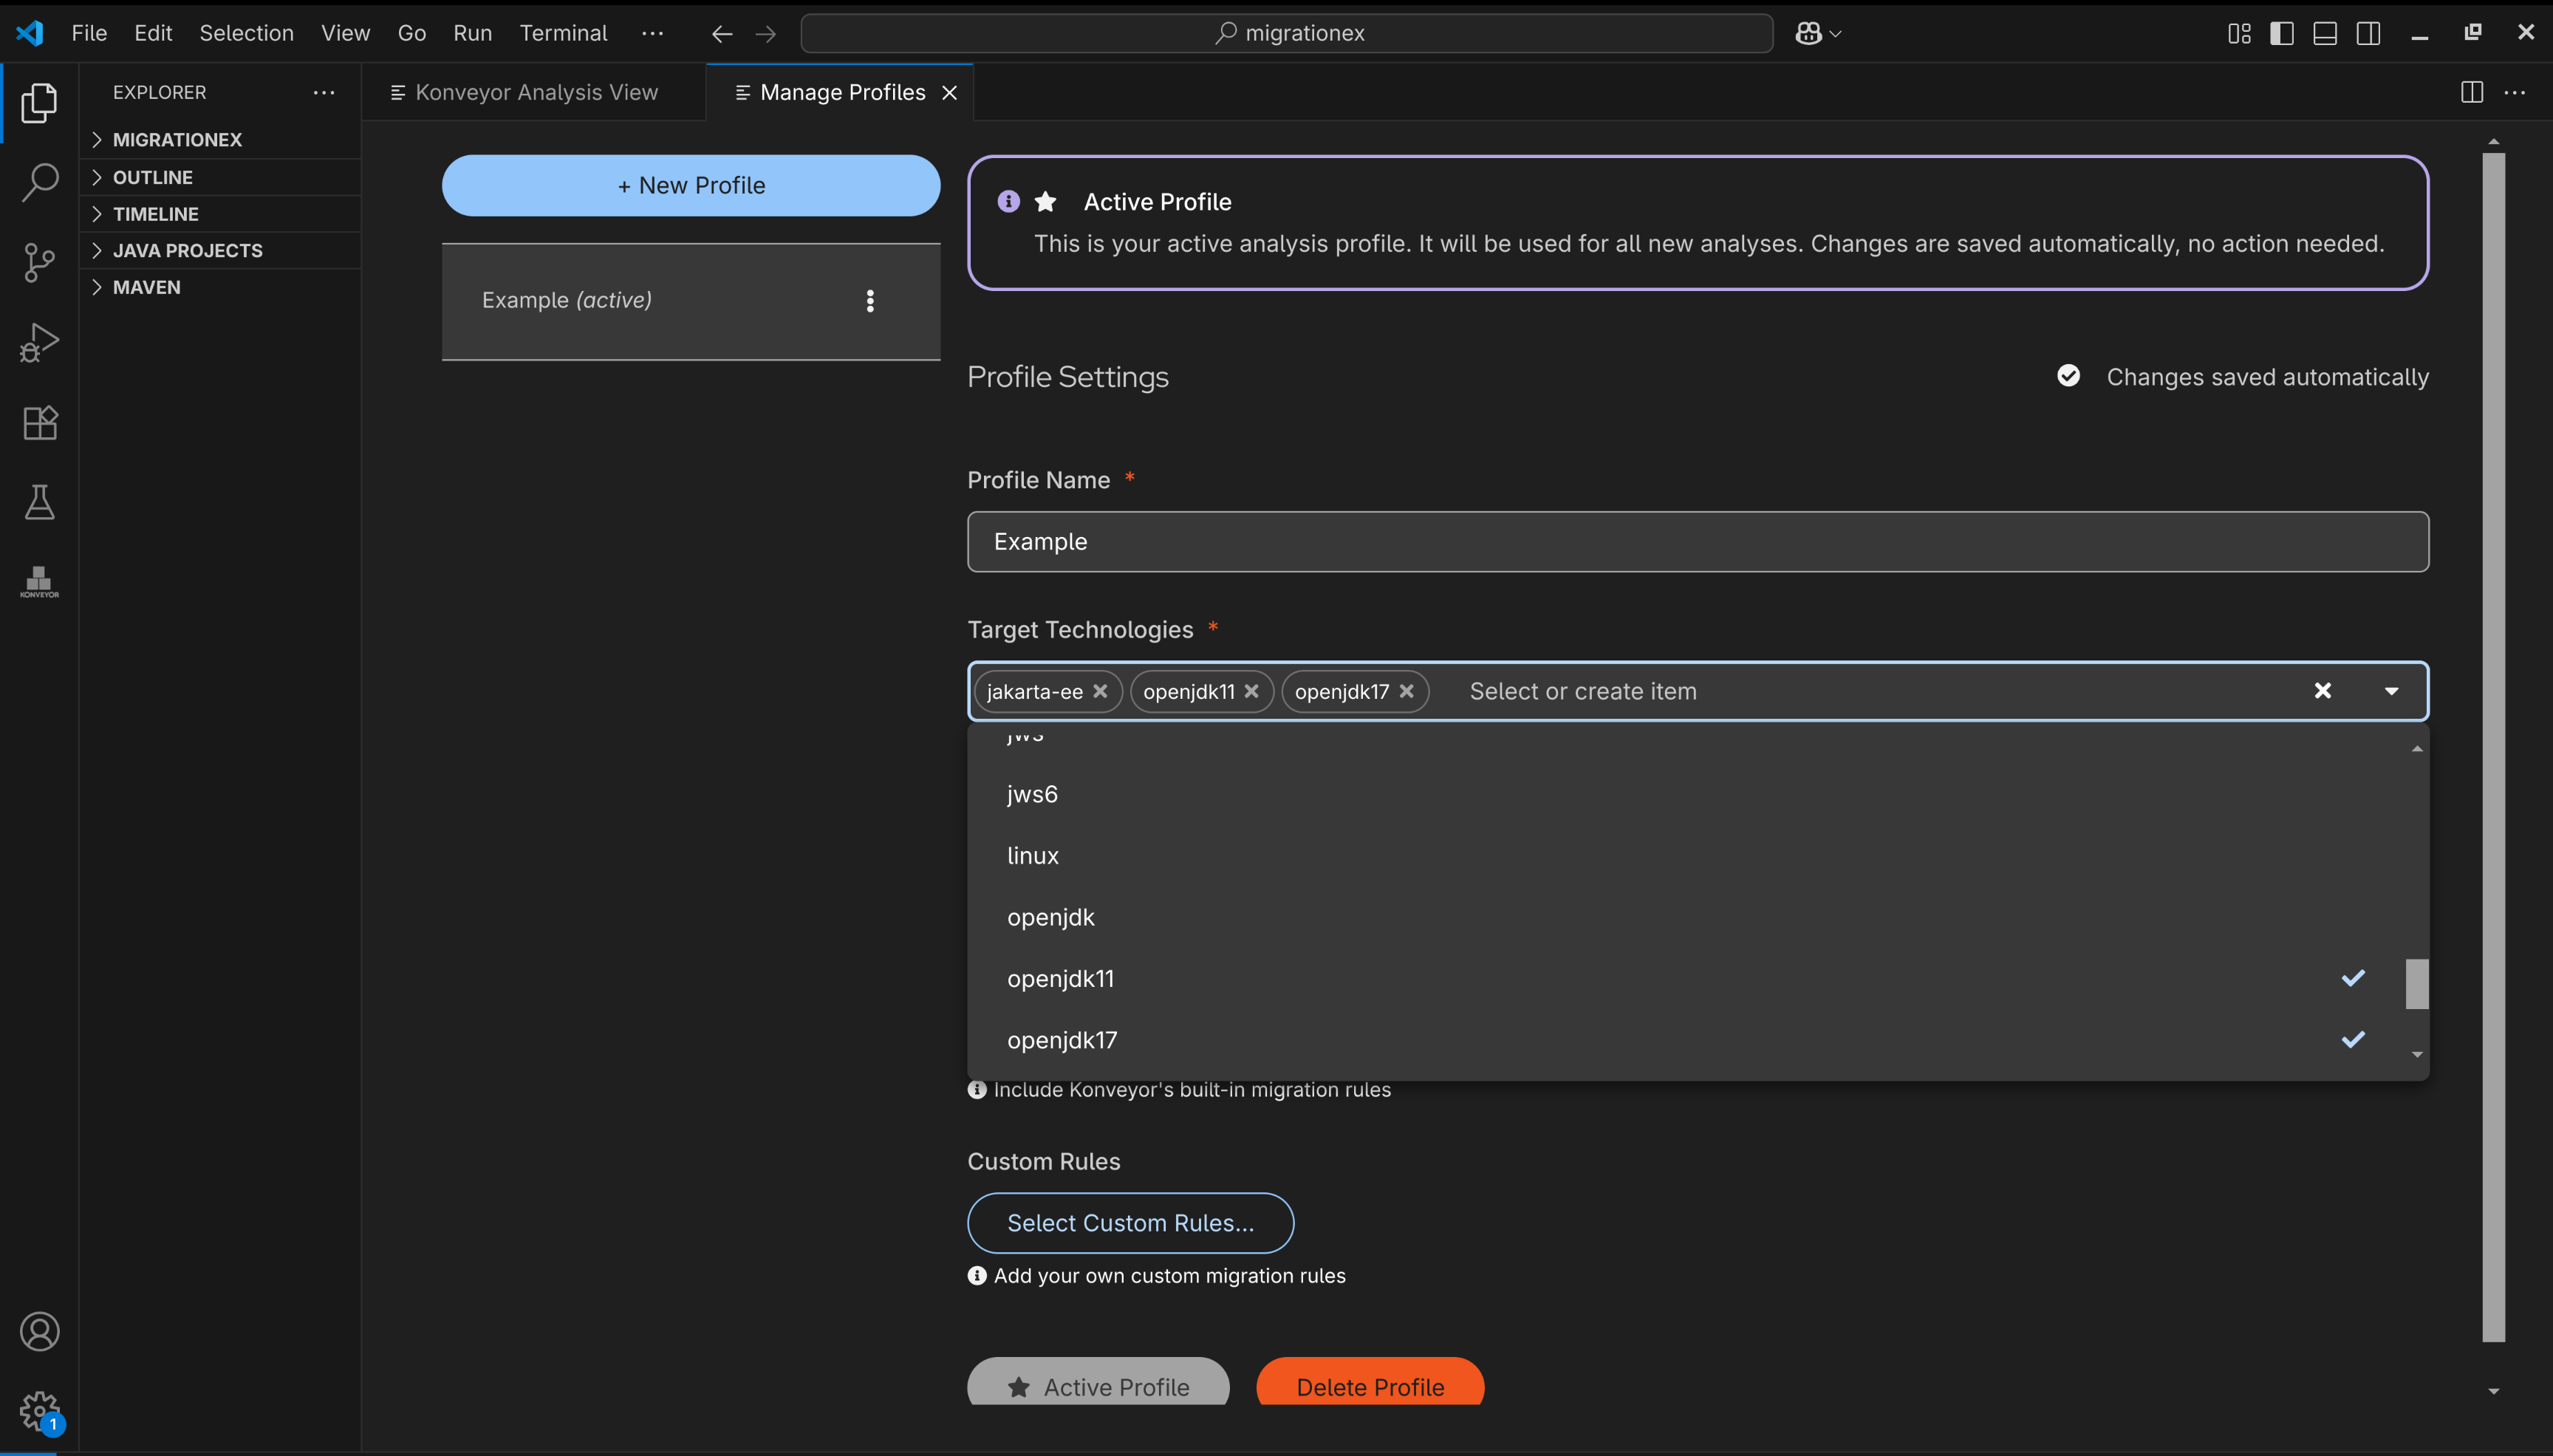 File Edit Selection View Go Run Terminal ··· migrationex
EXPLORER ···
MIGRATIONEX
OUTLINE
TIMELINE
JAVA PROJECTS
MAVEN
KONVEYOR
1
Konveyor Analysis View
Manage Profiles
+ New Profile
Example (active)
Active Profile
This is your active analysis profile. It will be used for all new analyses. Changes are saved automatically, no action needed.
Profile Settings
Changes saved automatically
Profile Name *
Example
Target Technologies *
jakarta-ee openjdk11 openjdk17 Select or create item
jws
jws6
linux
openjdk
openjdk11
openjdk17
Include Konveyor's built-in migration rules
Custom Rules
Select Custom Rules...
Add your own custom migration rules
Active Profile
Delete Profile